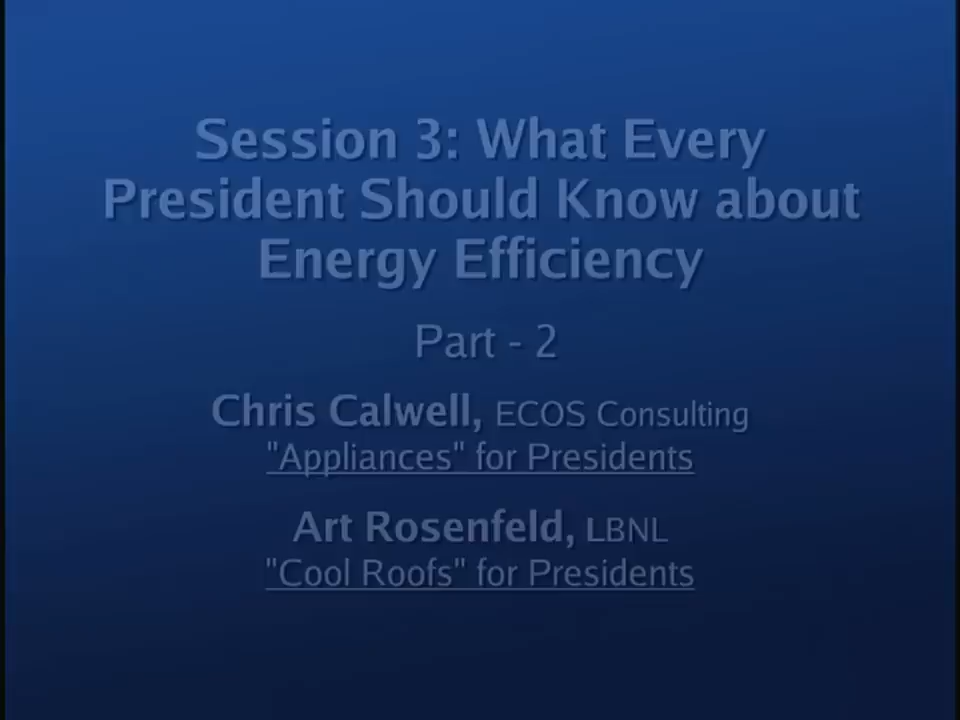 Session 3: What Every
President Should Know about
Energy Efficiency
Part - 2
Chris Calwell, ECOS Consulting
"Appliances" for Presidents
Art Rosenfeld, LBNL
"Cool Roofs" for Presidents